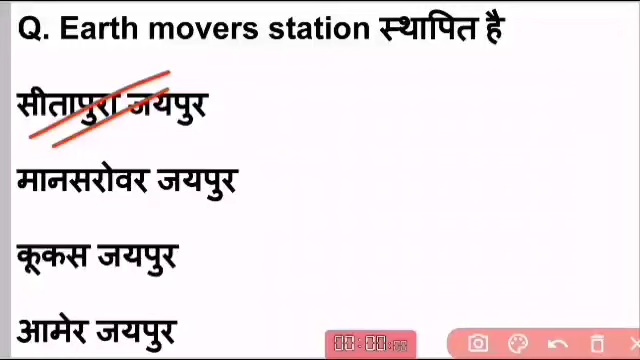 Q. Earth movers station स्थापित है
सीतापुरा जयपुर
मानसरोवर जयपुर
कूकस जयपुर
आमेर जयपुर